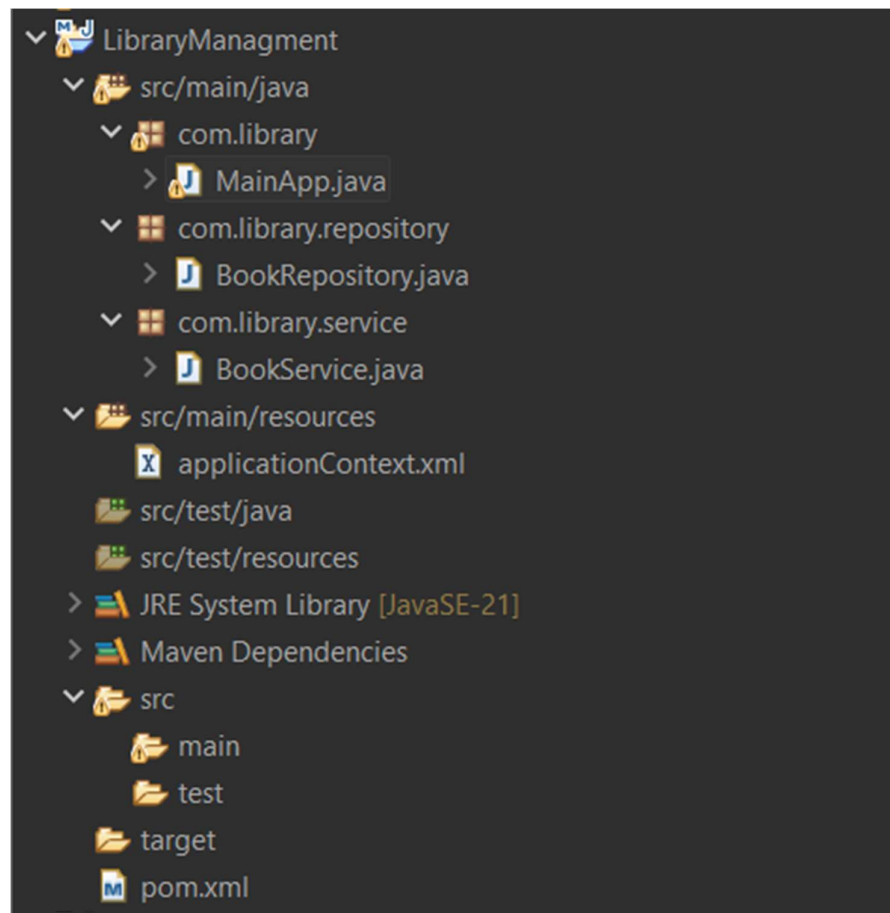 LibraryManagment
src/main/java
com.library
MainApp.java
com.library.repository
BookRepository.java
com.library.service
BookService.java
src/main/resources
applicationContext.xml
src/test/java
src/test/resources
JRE System Library [JavaSE-21]
Maven Dependencies
src
main
test
target
pom.xml